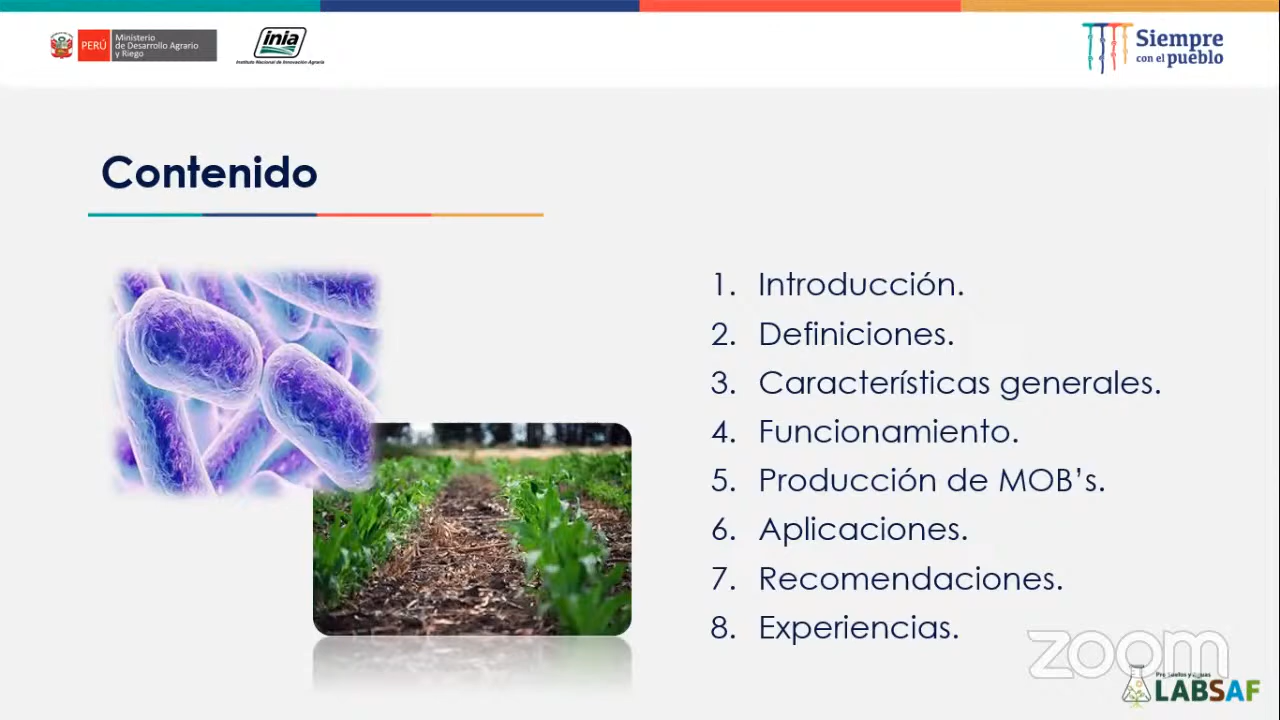 PERÚ
Ministerio
de Desarrollo Agrario
y Riego
inia
Instituto Nacional de Innovación Agraria
Siempre
con el pueblo
Contenido
1. Introducción.
2. Definiciones.
3. Características generales.
4. Funcionamiento.
5. Producción de MOB’s.
6. Aplicaciones.
7. Recomendaciones.
8. Experiencias.
zoom
LABSAF